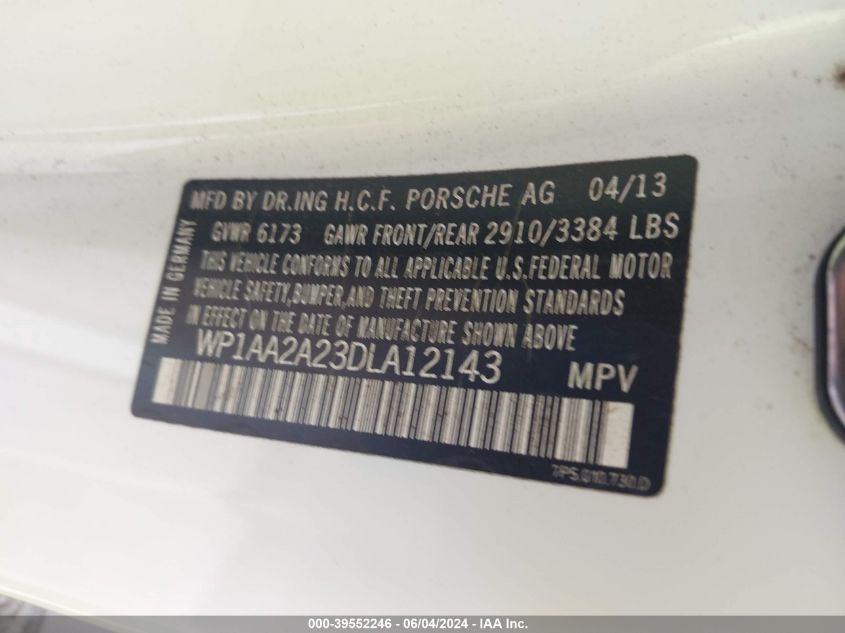 MFD BY DR.ING H.C.F. PORSCHE AG 04/13
GVWR 6173 GAWR FRONT/REAR 2910/3384 LBS
THIS VEHICLE CONFORMS TO ALL APPLICABLE U.S.FEDERAL MOTOR
VEHICLE SAFETY,BUMPER,AND THEFT PREVENTION STANDARDS
IN EFFECT ON THE DATE OF MANUFACTURE SHOWN ABOVE
MADE IN GERMANY
WP1AA2A23DLA12143 MPV
7P5.010.730.D
000-39552246 - 06/04/2024 - IAA Inc.